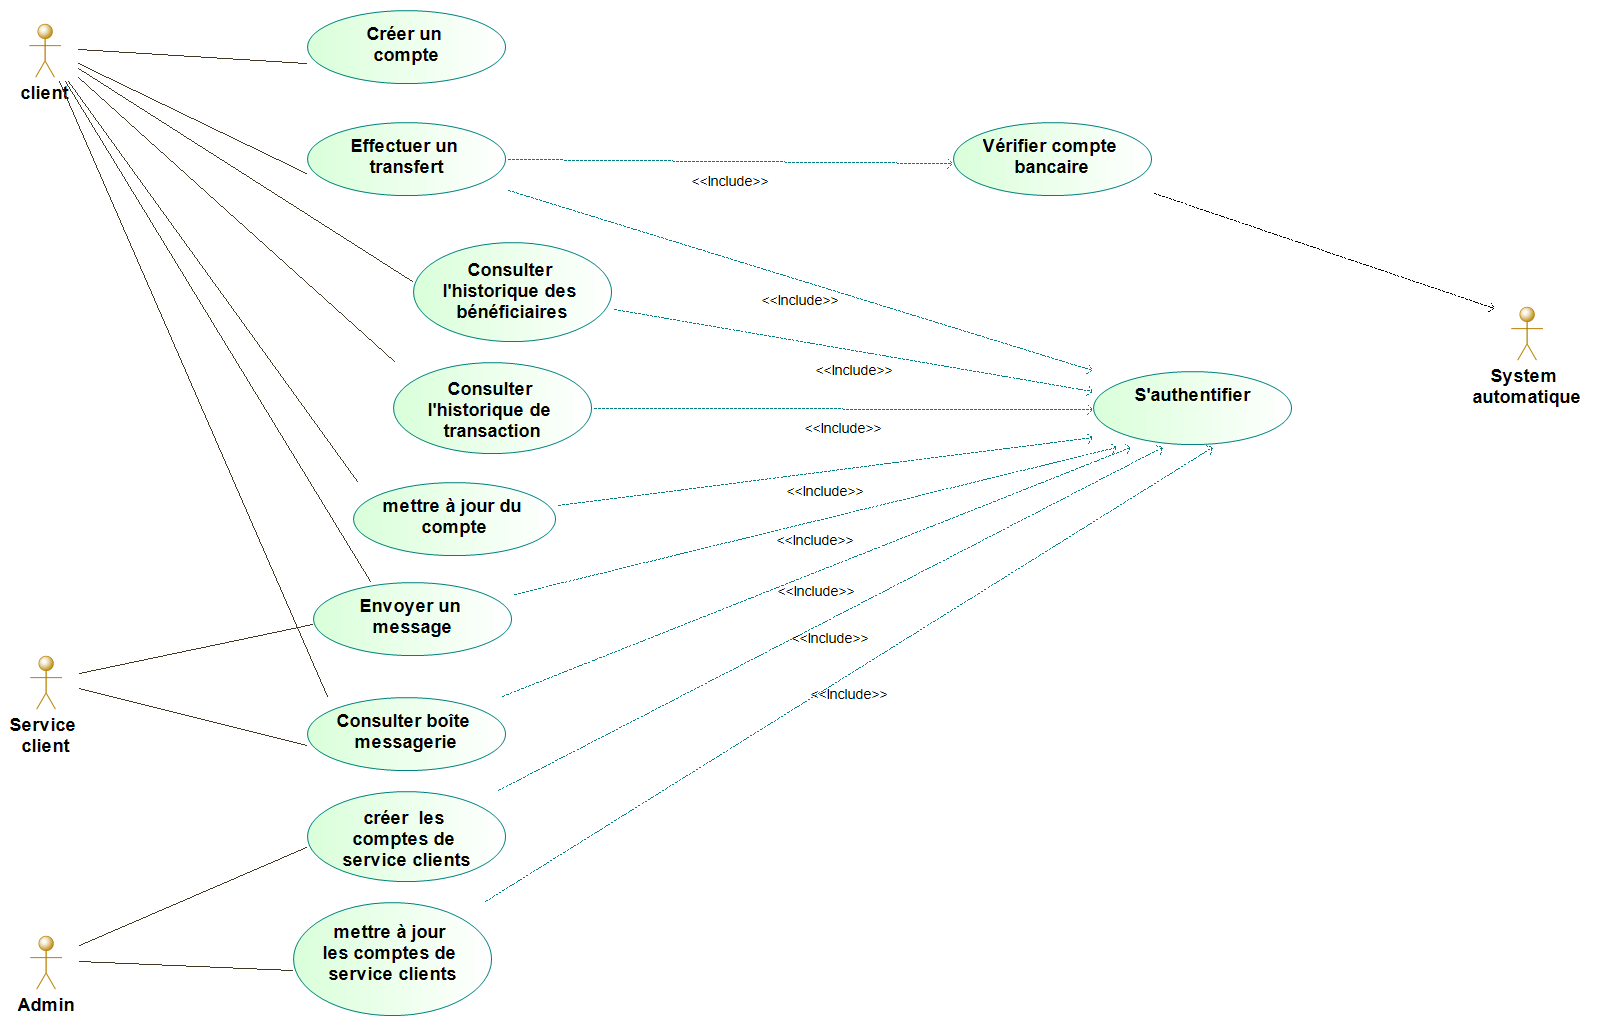 Créer un
compte
client
Effectuer un
transfert
<<Include>>
Vérifier compte
bancaire
Consulter
l'historique des
bénéficiaires
<<Include>>
<<Include>>
System
automatique
Consulter
l'historique de
transaction
<<Include>>
S'authentifier
mettre à jour du
compte
<<Include>>
<<Include>>
Envoyer un
message
<<Include>>
<<Include>>
Service
client
Consulter boîte
messagerie
<<Include>>
créer les
comptes de
service clients
mettre à jour
les comptes de
service clients
Admin